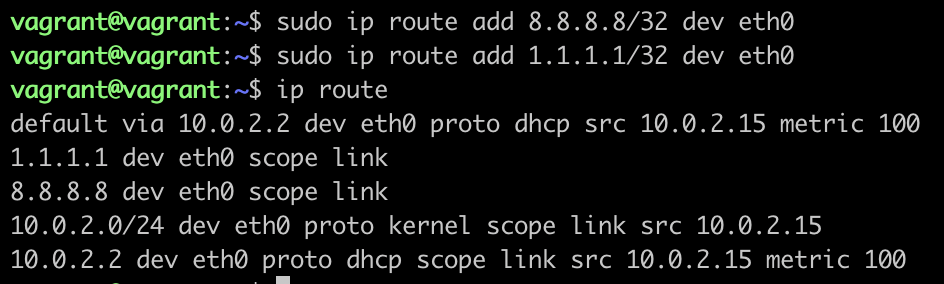 vagrant@vagrant:~$ sudo ip route add 8.8.8.8/32 dev eth0
vagrant@vagrant:~$ sudo ip route add 1.1.1.1/32 dev eth0
vagrant@vagrant:~$ ip route
default via 10.0.2.2 dev eth0 proto dhcp src 10.0.2.15 metric 100
1.1.1.1 dev eth0 scope link
8.8.8.8 dev eth0 scope link
10.0.2.0/24 dev eth0 proto kernel scope link src 10.0.2.15
10.0.2.2 dev eth0 proto dhcp scope link src 10.0.2.15 metric 100